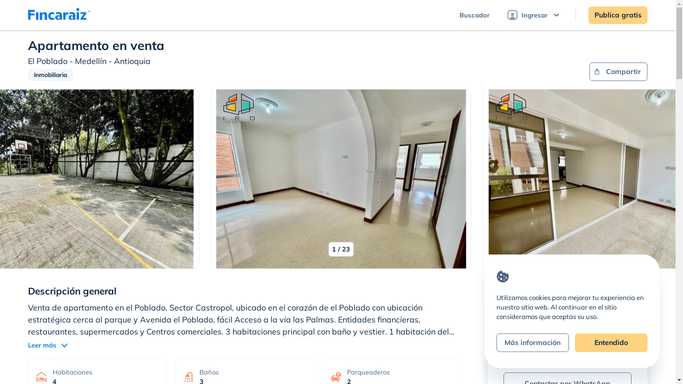 Fincaraiz
Buscador
Ingresar
Publica gratis
Apartamento en venta
El Poblado - Medellín - Antioquia
Inmobiliaria
Compartir
1 / 23
Descripción general
Venta de apartamento en el Poblado, Sector Castropol, ubicado en el corazón de el Poblado con ubicación
estratégica cerca al parque y Avenida el Poblado, fácil Acceso a la vía las Palmas. Entidades financieras,
restaurantes, supermercados y Centros comerciales. 3 habitaciones principal con baño y vestier. 1 habitación del...
Leer más
Habitaciones
4
Baños
3
Parqueaderos
2
Utilizamos cookies para mejorar tu experiencia en
nuestro sitio web. Al continuar en el sitio
consideramos que aceptas su uso.
Más información
Entendido
Contactar por WhatsApp